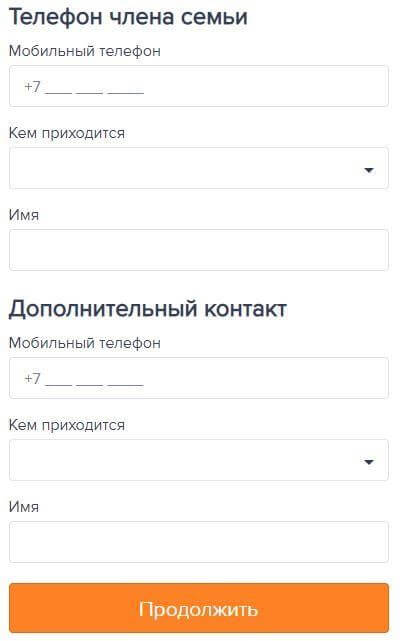 Телефон члена семьи
Мобильный телефон
+7 ___ ___ ____
Кем приходится
Имя
Дополнительный контакт
Мобильный телефон
+7 ___ ___ ____
Кем приходится
Имя
Продолжить